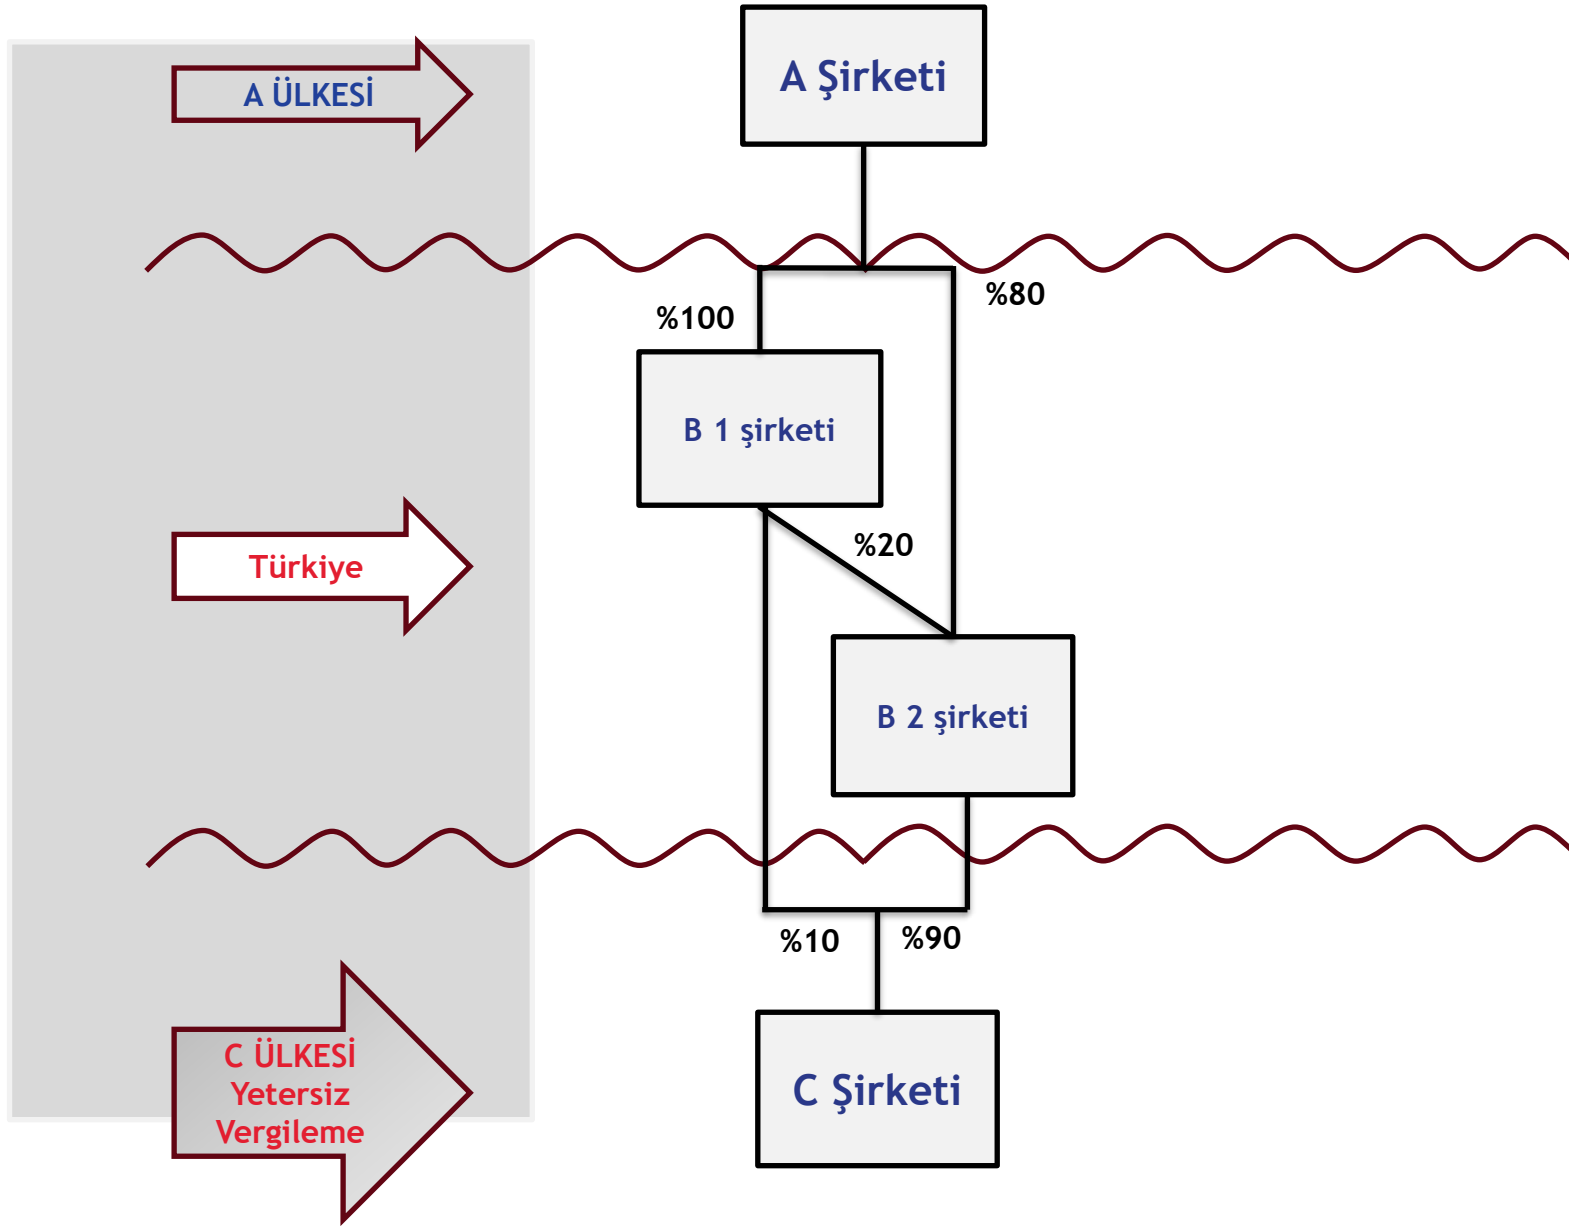 A Şirketi
A ÜLKESİ
%80
%100
B 1 şirketi
%20
Türkiye
B 2 şirketi
%10
%90
C ÜLKESİ
Yetersiz
Vergileme
C Şirketi